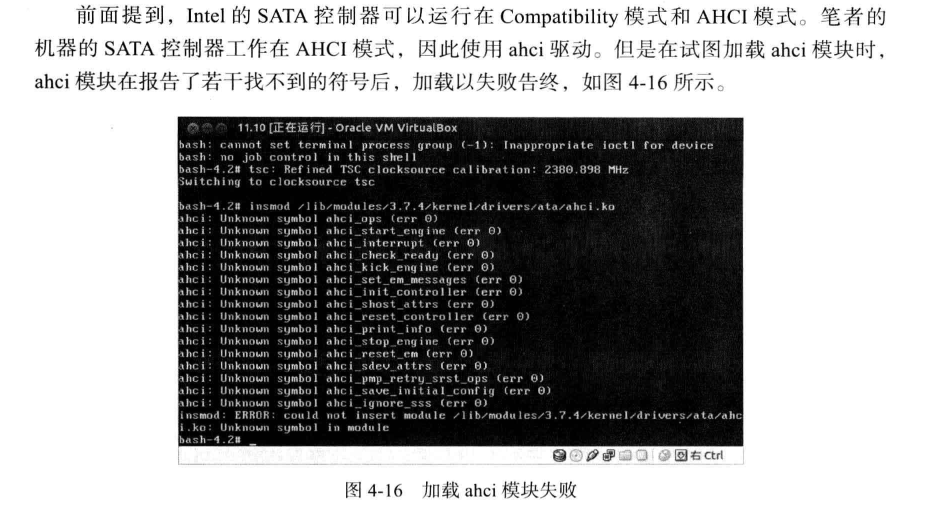 前面提到，Intel 的 SATA 控制器可以运行在 Compatibility 模式和 AHCI 模式。笔者的
机器的 SATA 控制器工作在 AHCI 模式，因此使用 ahci 驱动。但是在试图加载 ahci 模块时，
ahci 模块在报告了若干找不到的符号后，加载以失败告终，如图 4-16 所示。
11.10 [正在运行] - Oracle VM VirtualBox
bash: cannot set terminal process group (-1): Inappropriate ioctl for device
bash: no job control in this shell
bash-4.2# tsc: Refined TSC clocksource calibration: 2380.898 MHz
Switching to clocksource tsc
bash-4.2# insmod /lib/modules/3.7.4/kernel/drivers/ata/ahci.ko
ahci: Unknown symbol ahci_ops (err 0)
ahci: Unknown symbol ahci_start_engine (err 0)
ahci: Unknown symbol ahci_interrupt (err 0)
ahci: Unknown symbol ahci_check_ready (err 0)
ahci: Unknown symbol ahci_kick_engine (err 0)
ahci: Unknown symbol ahci_set_em_messages (err 0)
ahci: Unknown symbol ahci_init_controller (err 0)
ahci: Unknown symbol ahci_shost_attrs (err 0)
ahci: Unknown symbol ahci_reset_controller (err 0)
ahci: Unknown symbol ahci_print_info (err 0)
ahci: Unknown symbol ahci_stop_engine (err 0)
ahci: Unknown symbol ahci_reset_em (err 0)
ahci: Unknown symbol ahci_sdev_attrs (err 0)
ahci: Unknown symbol ahci_pmp_retry_srst_ops (err 0)
ahci: Unknown symbol ahci_save_initial_config (err 0)
ahci: Unknown symbol ahci_ignore_sss (err 0)
insmod: ERROR: could not insert module /lib/modules/3.7.4/kernel/drivers/ata/ahc
i.ko: Unknown symbol in module
bash-4.2# _
右 Ctrl
图 4-16 加载 ahci 模块失败